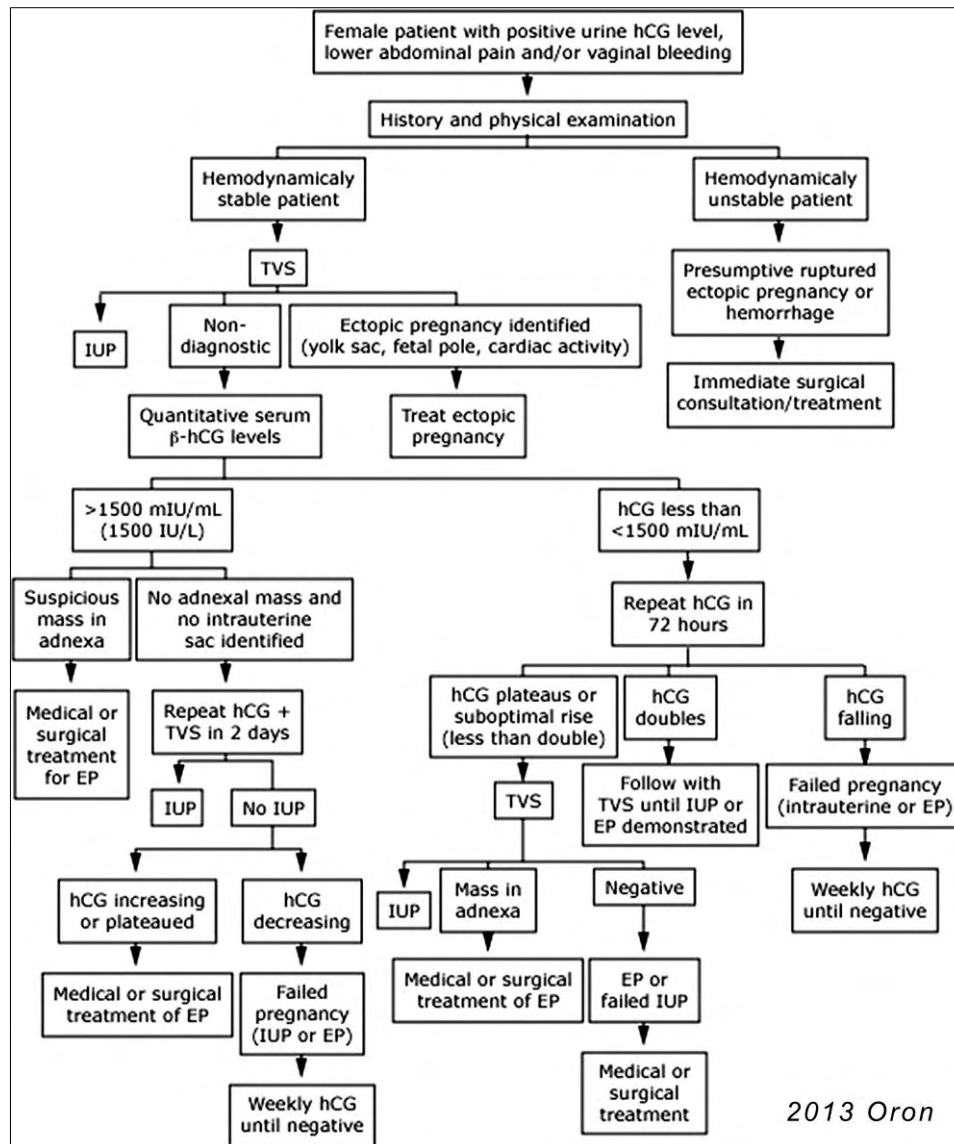 Female patient with positive urine hCG level,
lower abdominal pain and/or vaginal bleeding
History and physical examination
Hemodynamicaly
stable patient
Hemodynamicaly
unstable patient
TVS
Presumptive ruptured
ectopic pregnancy or
hemorrhage
IUP
Non-
diagnostic
Ectopic pregnancy identified
(yolk sac, fetal pole, cardiac activity)
Immediate surgical
consultation/treatment
Quantitative serum
β-hCG levels
Treat ectopic
pregnancy
>1500 mIU/mL
(1500 IU/L)
hCG less than
<1500 mIU/mL
Suspicious
mass in
adnexa
No adnexal mass and
no intrauterine
sac identified
Repeat hCG in
72 hours
Medical or
surgical
treatment
for EP
Repeat hCG +
TVS in 2 days
hCG plateaus or
suboptimal rise
(less than double)
hCG
doubles
hCG
falling
IUP
No IUP
TVS
Follow with
TVS until IUP or
EP demonstrated
Failed pregnancy
(intrauterine or EP)
hCG increasing
or plateaued
hCG
decreasing
IUP
Mass in
adnexa
Negative
Weekly hCG
until negative
Medical or surgical
treatment of EP
Failed
pregnancy
(IUP or EP)
Medical or surgical
treatment of EP
EP or
failed IUP
Weekly hCG
until negative
Medical or
surgical
treatment
2013 Oron